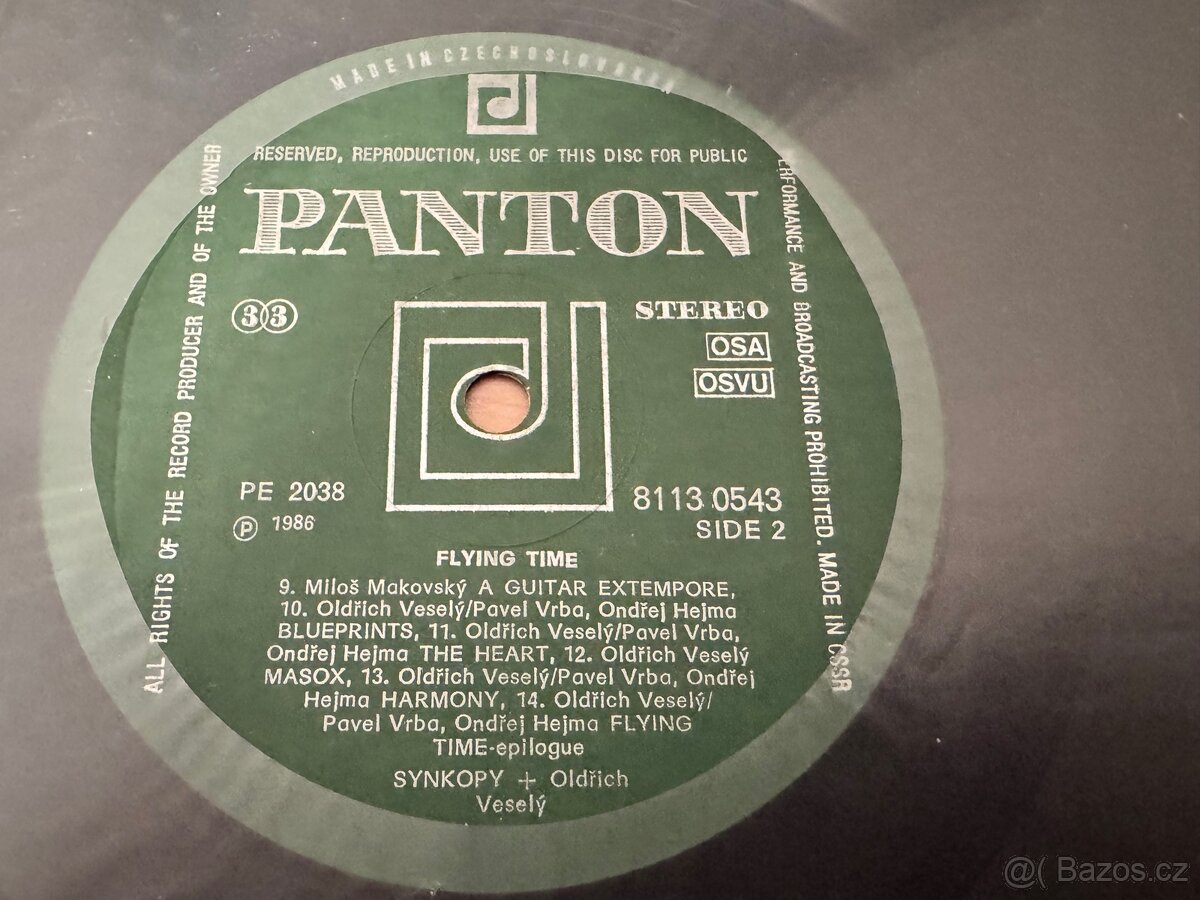 MADE IN CZECHOSLOVAKIA
RESERVED, REPRODUCTION, USE OF THIS DISC FOR PUBLIC
ALL RIGHTS OF THE RECORD PRODUCER AND OF THE OWNER
ERFORMANCE AND BROADCASTING PROHIBITED. MADE IN CSSR
PANTON
33
STEREO
OSA
OSVU
PE 2038
Ⓟ 1986
8113 0543
SIDE 2
FLYING TIME
9. Miloš Makovský A GUITAR EXTEMPORE,
10. Oldřich Veselý/Pavel Vrba, Ondřej Hejma
BLUEPRINTS, 11. Oldřich Veselý/Pavel Vrba,
Ondřej Hejma THE HEART, 12. Oldřich Veselý
MASOX, 13. Oldřich Veselý/Pavel Vrba, Ondřej
Hejma HARMONY, 14. Oldřich Veselý/
Pavel Vrba, Ondřej Hejma FLYING
TIME-epilogue
SYNKOPY + Oldřich
Veselý
@( Bazos.cz